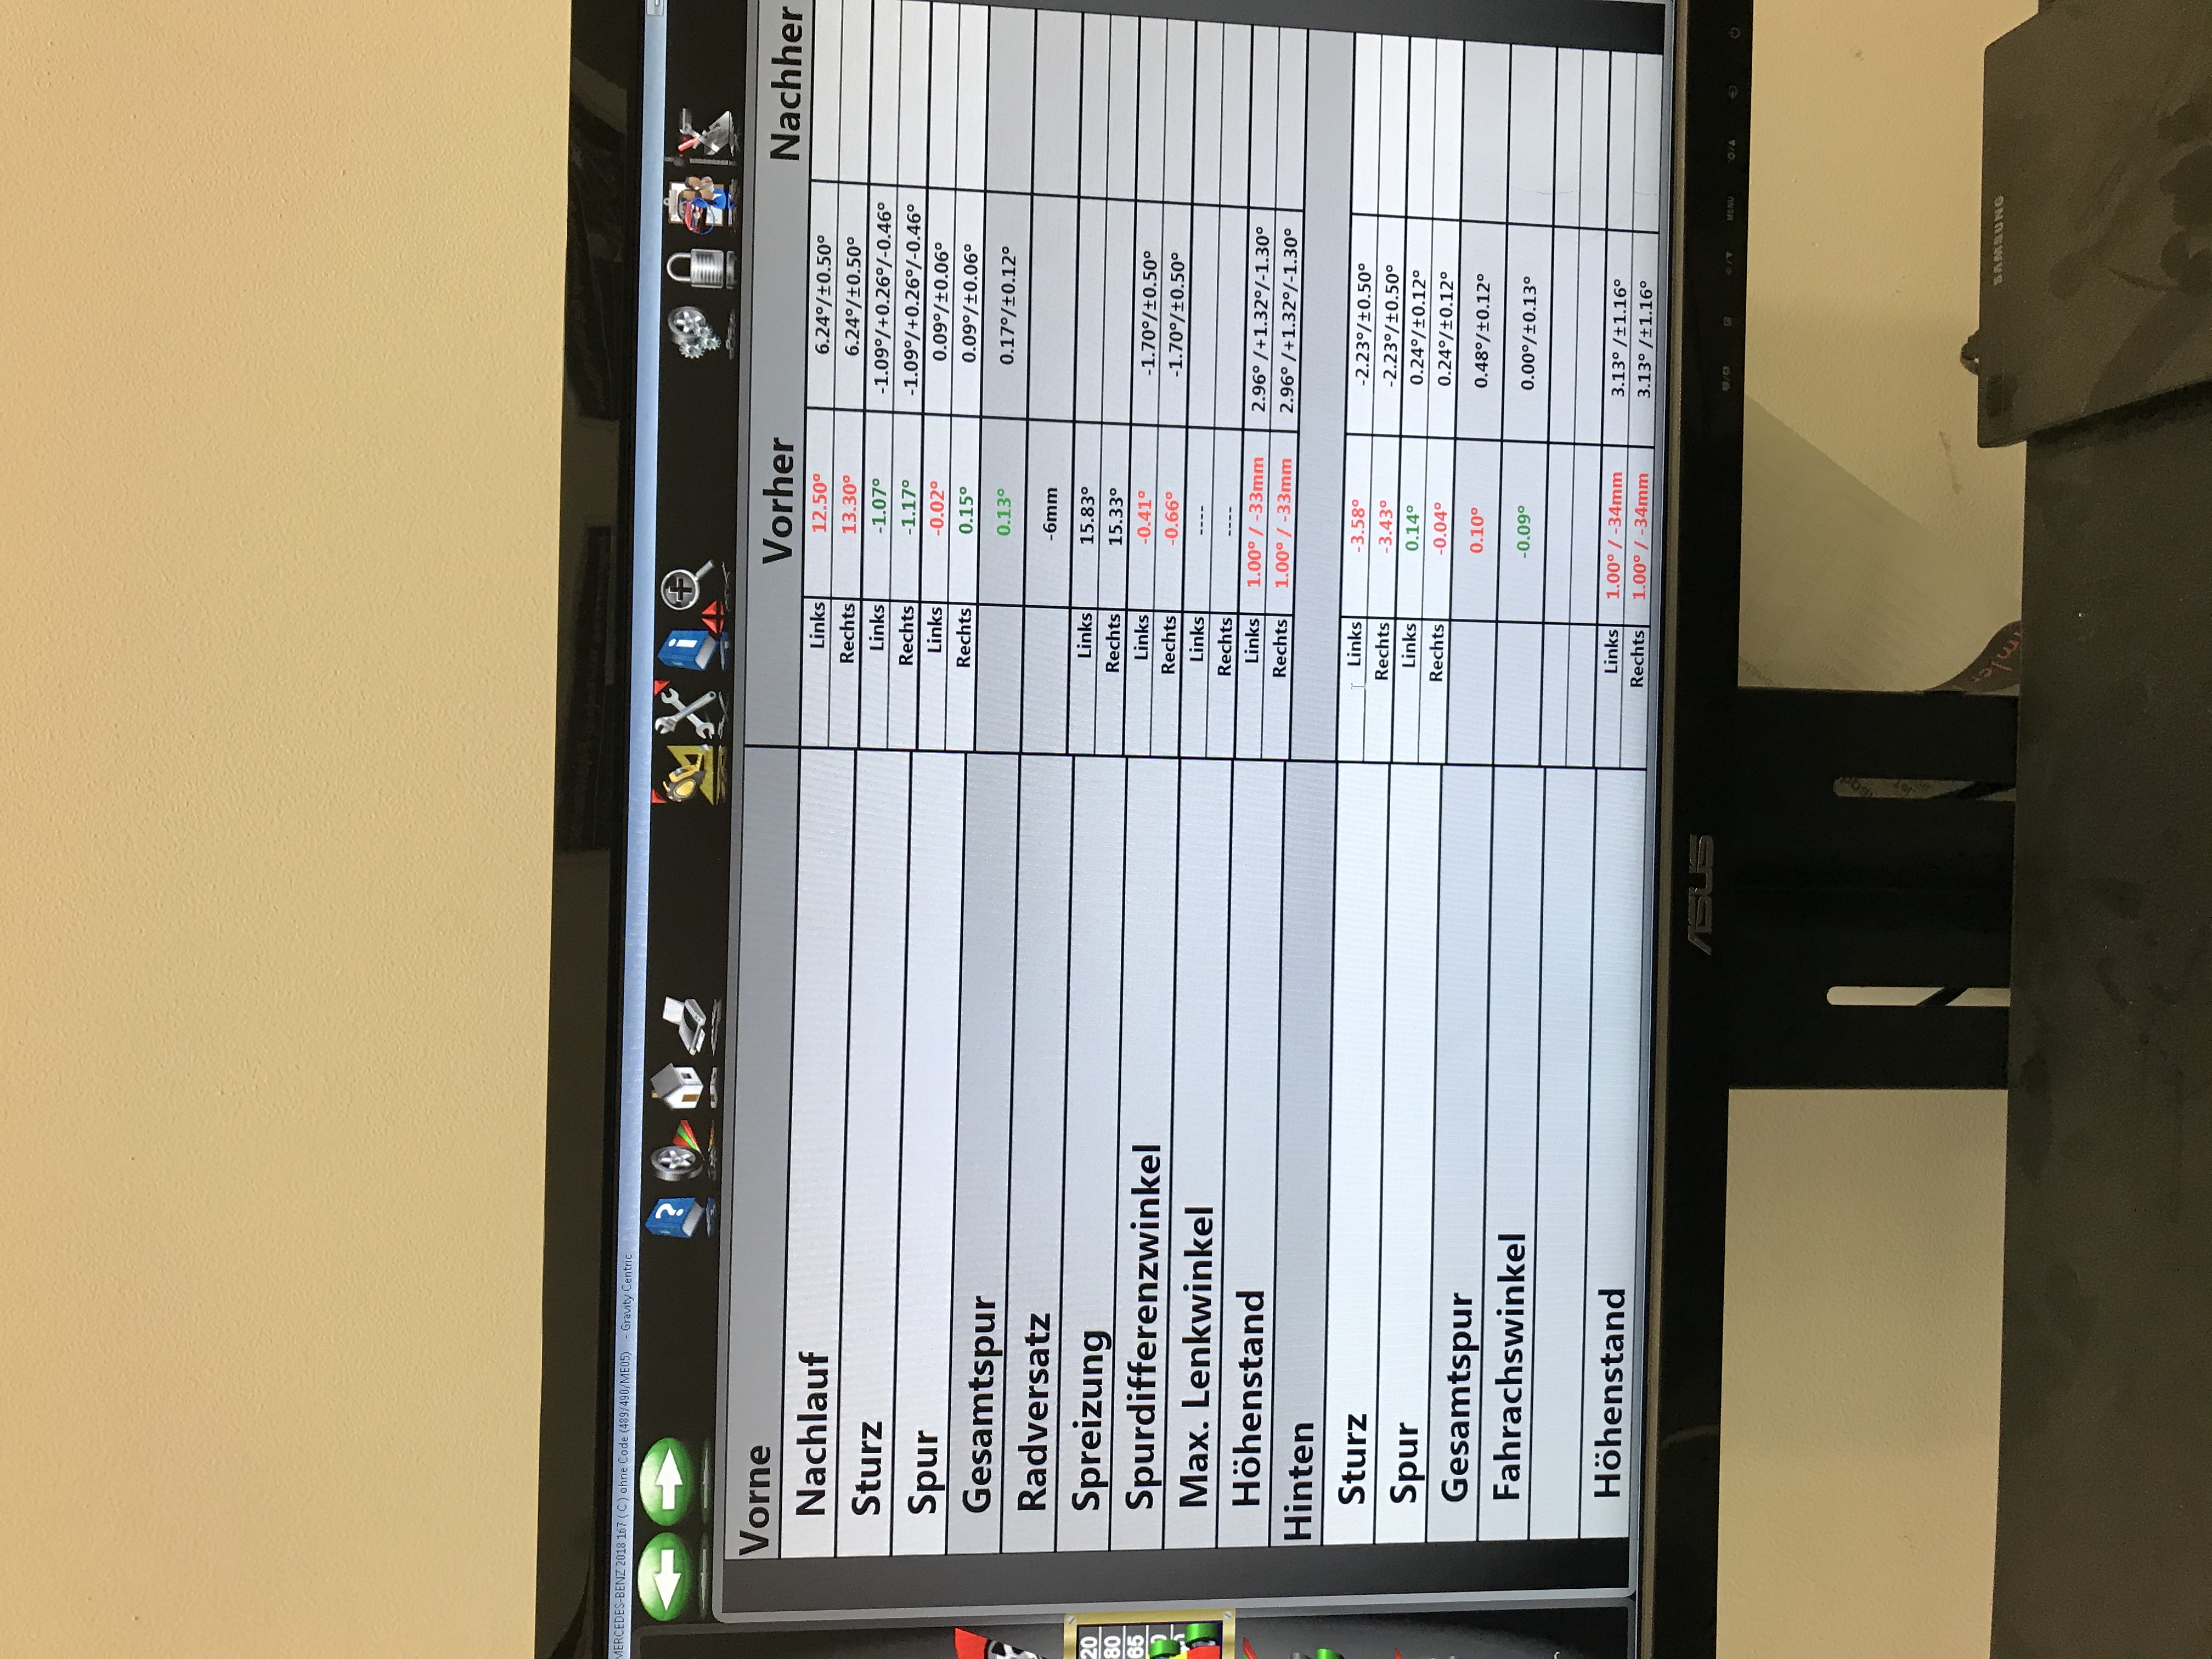 MERCEDES-BENZ 2018 167 ( C ) ohne Code (489/490/ME05) - Gravity Centric
Vorne Vorher Nachher
Nachlauf Links 12.50° 6.24°/±0.50°
Rechts 13.30° 6.24°/±0.50°
Sturz Links -1.07° -1.09°/+0.26°/-0.46°
Rechts -1.17° -1.09°/+0.26°/-0.46°
Spur Links -0.02° 0.09°/±0.06°
Rechts 0.15° 0.09°/±0.06°
Gesamtspur 0.13° 0.17°/±0.12°
Radversatz -6mm
Spreizung Links 15.83°
Rechts 15.33°
Spurdifferenzwinkel Links -0.41° -1.70°/±0.50°
Rechts -0.66° -1.70°/±0.50°
Max. Lenkwinkel Links ----
Rechts ----
Höhenstand Links 1.00° / -33mm 2.96° /+1.32°/-1.30°
Rechts 1.00° / -33mm 2.96° /+1.32°/-1.30°
Hinten
Sturz Links -3.58° -2.23°/±0.50°
Rechts -3.43° -2.23°/±0.50°
Spur Links 0.14° 0.24°/±0.12°
Rechts -0.04° 0.24°/±0.12°
Gesamtspur 0.10° 0.48°/±0.12°
Fahrachswinkel -0.09° 0.00°/±0.13°
Höhenstand Links 1.00° / -34mm 3.13° /±1.16°
Rechts 1.00° / -34mm 3.13° /±1.16°
20
80
65
ASUS
MENU
SAMSUNG